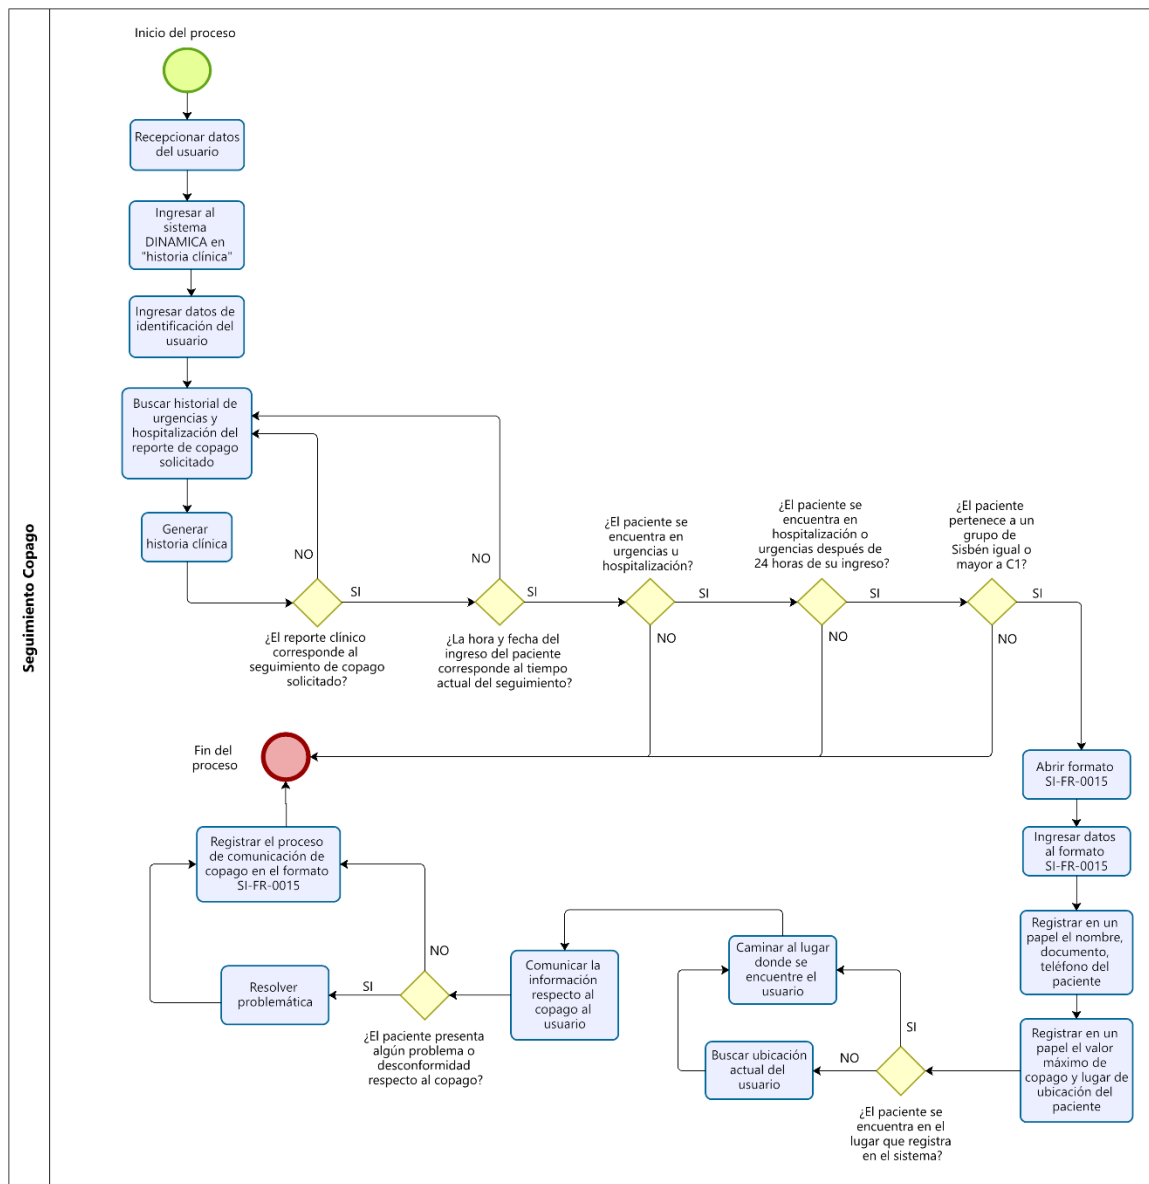 Seguimiento Copago
Inicio del proceso
Recepcionar datos
del usuario
Ingresar al
sistema
DINAMICA en
"historia clínica"
Ingresar datos de
identificación del
usuario
Buscar historial de
urgencias y
hospitalización del
reporte de copago
solicitado
Generar
historia clínica
NO
SI
¿El reporte clínico
corresponde al
seguimiento de copago
solicitado?
NO
SI
¿La hora y fecha del
ingreso del paciente
corresponde al tiempo
actual del seguimiento?
¿El paciente se
encuentra en
urgencias u
hospitalización?
SI
NO
¿El paciente se
encuentra en
hospitalización o
urgencias después de
24 horas de su ingreso?
SI
NO
¿El paciente
pertenece a un
grupo de
Sisbén igual o
mayor a C1?
SI
NO
Fin del
proceso
Abrir formato
SI-FR-0015
Ingresar datos
al formato
SI-FR-0015
Registrar en un
papel el nombre,
documento,
teléfono del
paciente
Registrar en un
papel el valor
máximo de
copago y lugar de
ubicación del
paciente
¿El paciente se
encuentra en el
lugar que registra
en el sistema?
SI
NO
Buscar ubicación
actual del
usuario
Caminar al lugar
donde se
encuentre el
usuario
Comunicar la
información
respecto al
copago al
usuario
¿El paciente presenta
algún problema o
desconformidad
respecto al copago?
NO
SI
Resolver
problemática
Registrar el proceso
de comunicación de
copago en el formato
SI-FR-0015